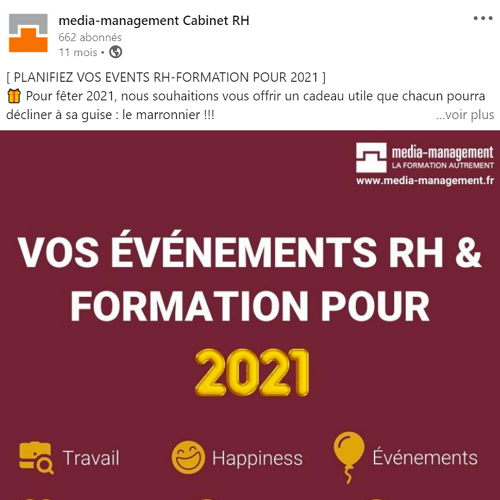 media-management Cabinet RH
662 abonnés
11 mois •
[ PLANIFIEZ VOS EVENTS RH-FORMATION POUR 2021 ]
🎁 Pour fêter 2021, nous souhaitions vous offrir un cadeau utile que chacun pourra
décliner à sa guise : le marronnier !!! ...voir plus
media-management
LA FORMATION AUTREMENT
www.media-management.fr
VOS ÉVÉNEMENTS RH &
FORMATION POUR
2021
Travail Happiness Événements